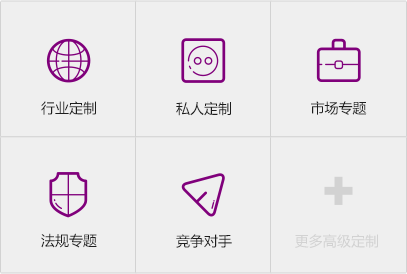 行业定制
私人定制
市场专题
法规专题
竞争对手
更多高级定制